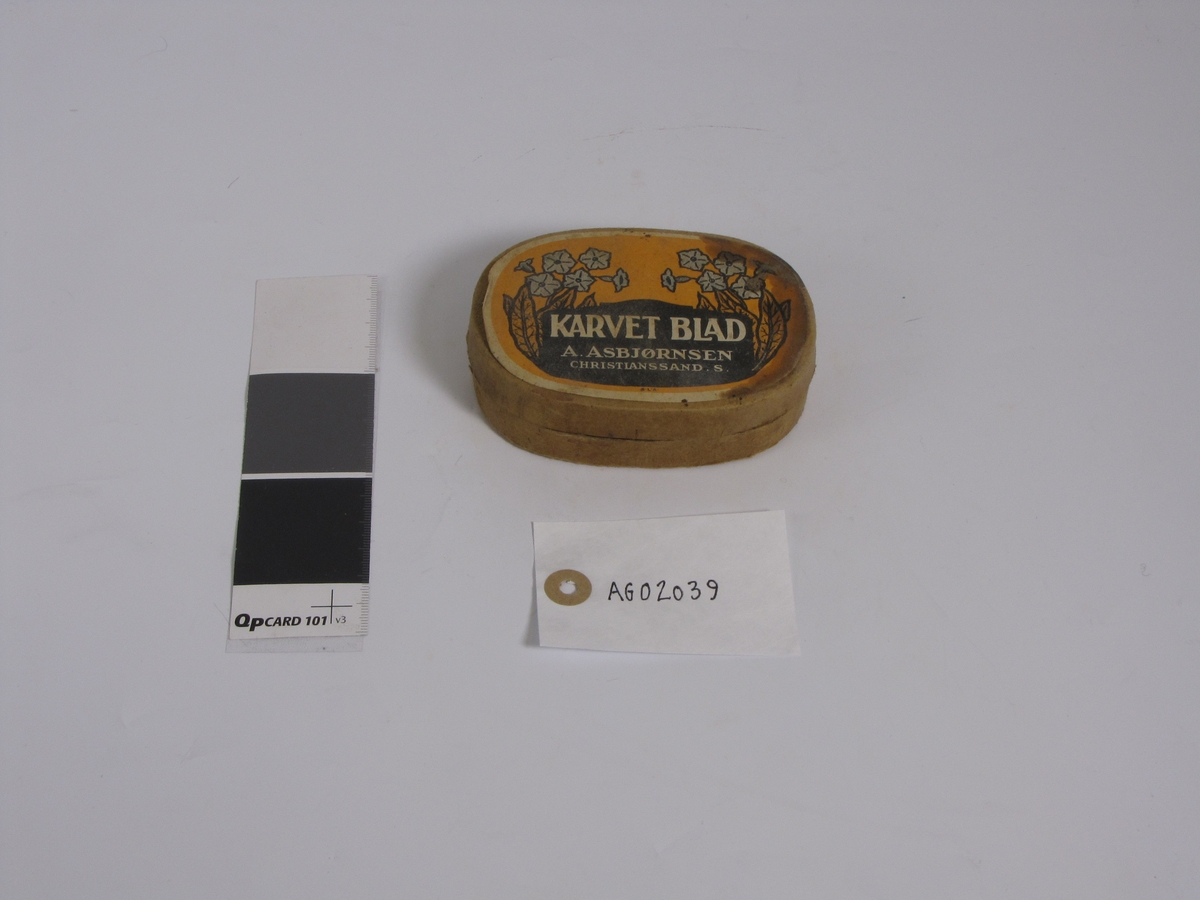 KARVET BLAD
A. ASBJØRNSEN
CHRISTIANSSAND. S.
AG02039
QpCARD 101 v3